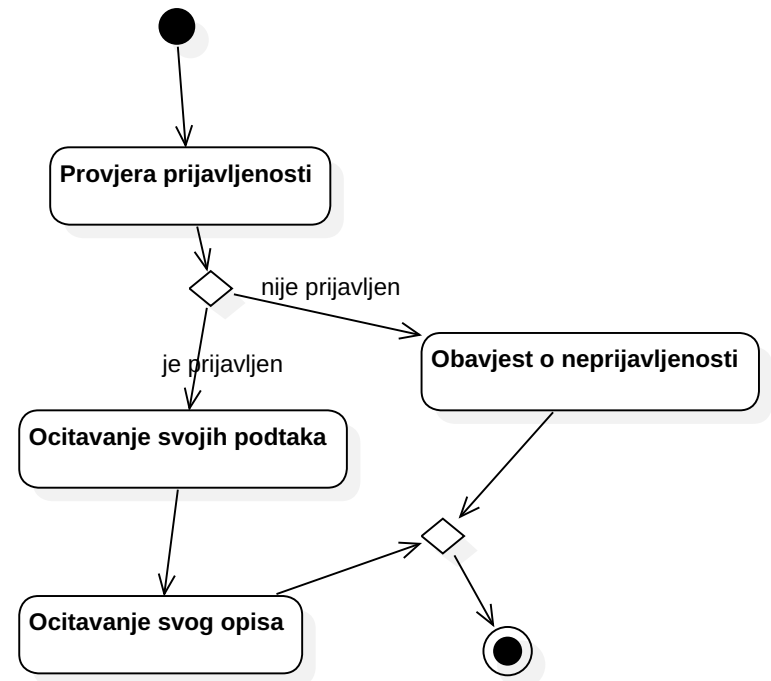 Provjera prijavljenosti
nije prijavljen
Obavjest o neprijavljenosti
je prijavljen
Ocitavanje svojih podtaka
Ocitavanje svog opisa